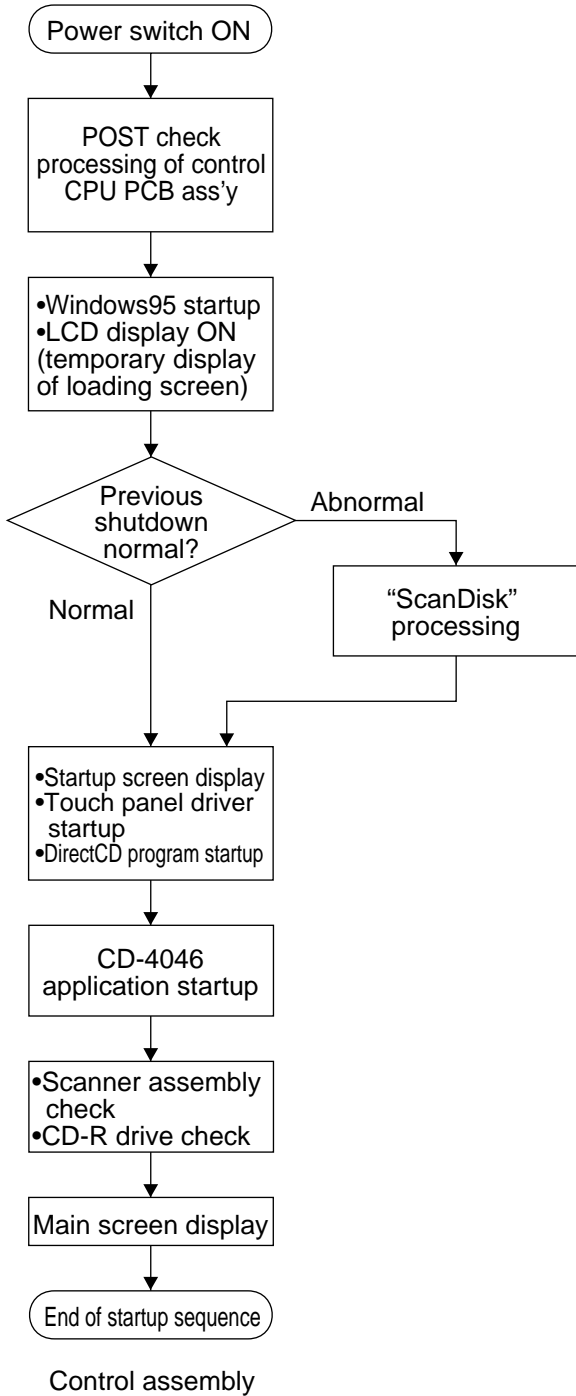 Power switch ON
POST check
processing of control
CPU PCB ass'y
•Windows95 startup
•LCD display ON
(temporary display
of loading screen)
Previous
shutdown
normal?
Abnormal
Normal
“ScanDisk”
processing
•Startup screen display
•Touch panel driver
startup
•DirectCD program startup
CD-4046
application startup
•Scanner assembly
check
•CD-R drive check
Main screen display
End of startup sequence
Control assembly